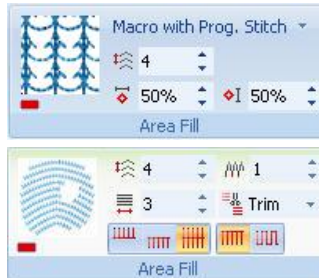 Macro with Prog. Stitch
4
50% 50%
Area Fill
4 1
3 Trim
Area Fill